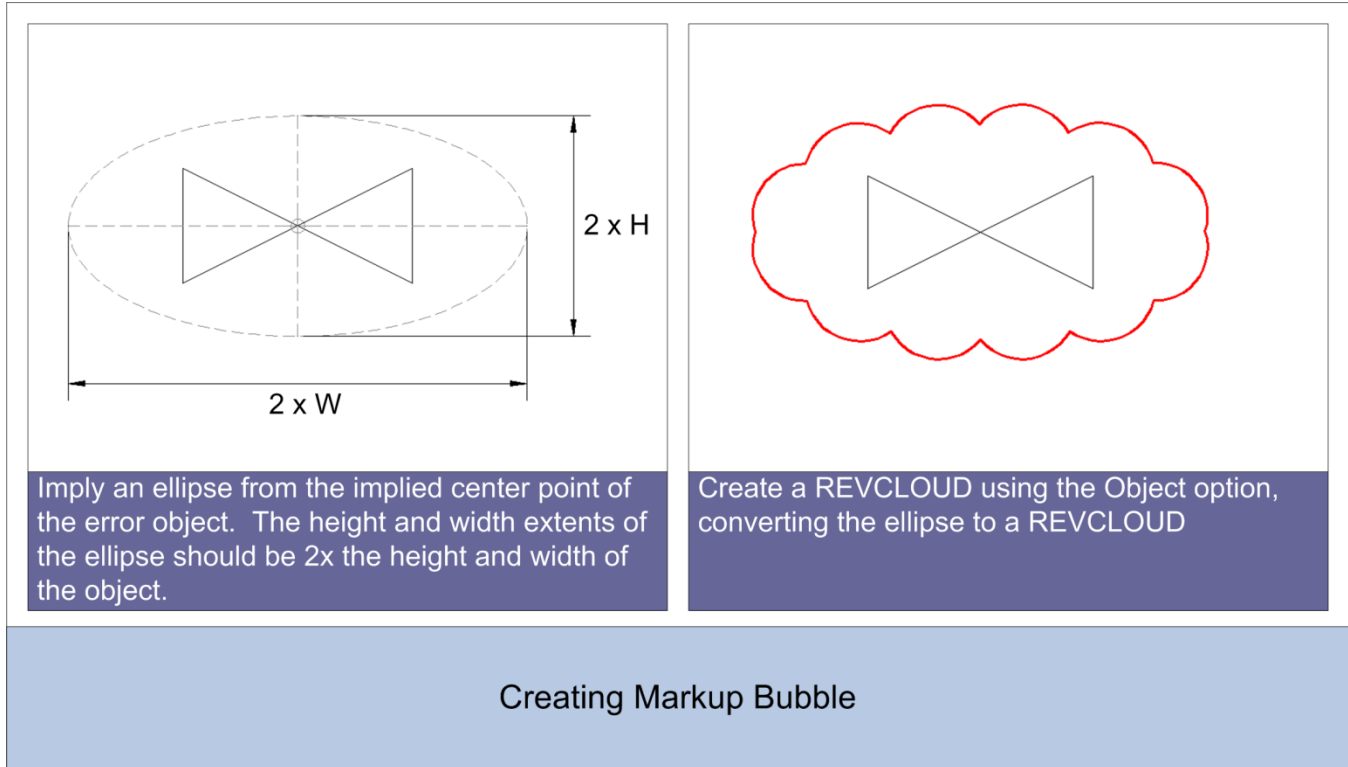 2 x H
2 x W
Imply an ellipse from the implied center point of
the error object.  The height and width extents of
the ellipse should be 2x the height and width of
the object.
Create a REVCLOUD using the Object option,
converting the ellipse to a REVCLOUD
Creating Markup Bubble